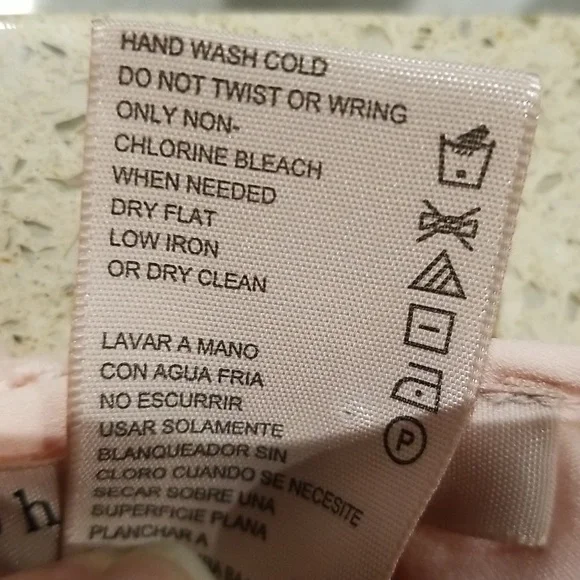 HAND WASH COLD
DO NOT TWIST OR WRING
ONLY NON-
CHLORINE BLEACH
WHEN NEEDED
DRY FLAT
LOW IRON
OR DRY CLEAN
P
LAVAR A MANO
CON AGUA FRIA
NO ESCURRIR
USAR SOLAMENTE
BLANQUEADOR SIN
CLORO CUANDO SE NECESITE
SECAR SOBRE UNA
SUPERFICIE PLANA
PLANCHAR A
h